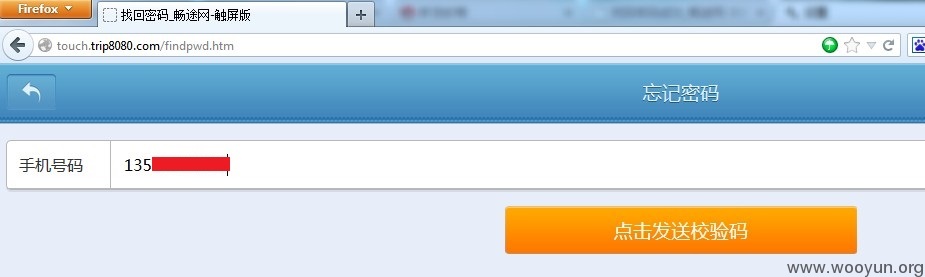 Firefox
找回密码_畅途网-触屏版
touch.trip8080.com/findpwd.htm
忘记密码
手机号码
135
点击发送校验码
www.wooyun.org